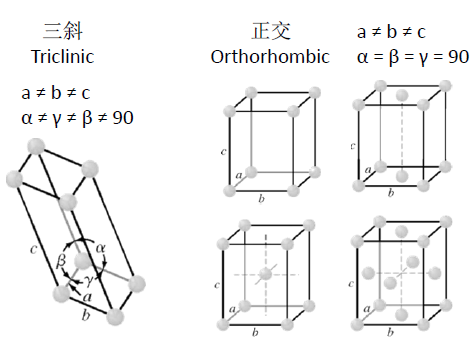 三斜
Triclinic
a ≠ b ≠ c
α ≠ γ ≠ β ≠ 90
c
α
β
γ
a
b
正交
Orthorhombic
a ≠ b ≠ c
α = β = γ = 90
c
a
b
c
a
b
c
a
b
c
a
b